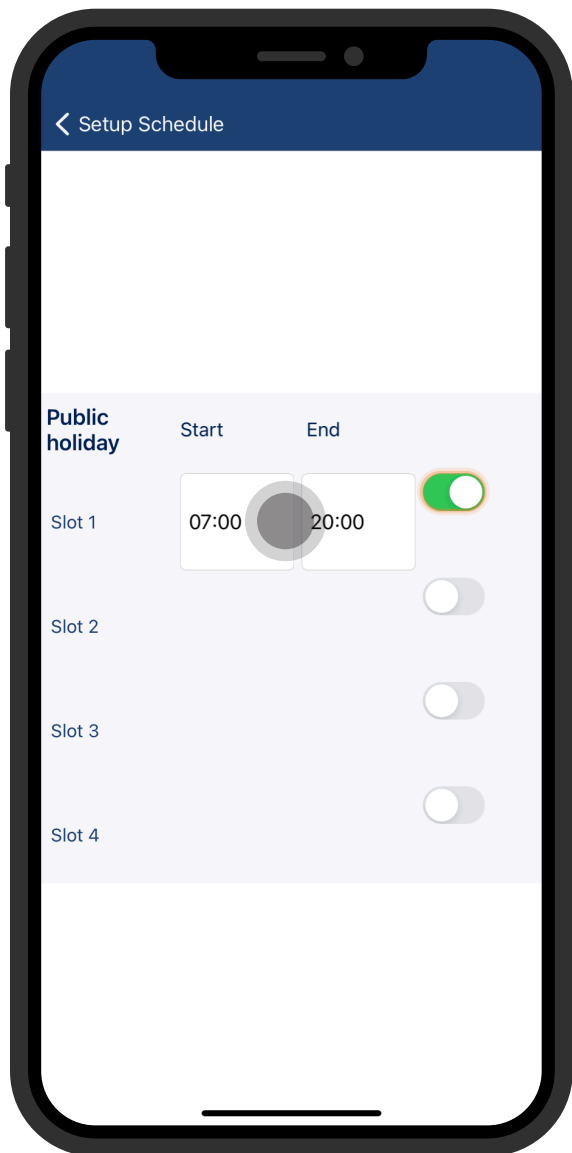 Setup Schedule
Public holiday Start End
Slot 1 07:00 20:00
Slot 2
Slot 3
Slot 4